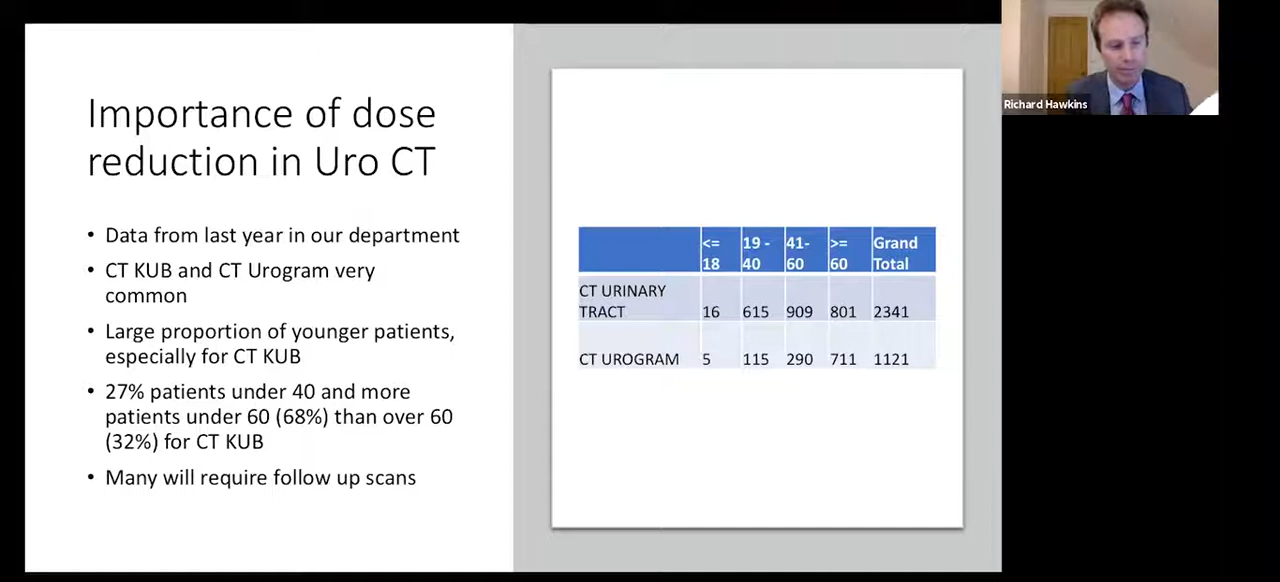 Importance of dose
reduction in Uro CT
• Data from last year in our department
• CT KUB and CT Urogram very
common
• Large proportion of younger patients,
especially for CT KUB
• 27% patients under 40 and more
patients under 60 (68%) than over 60
(32%) for CT KUB
• Many will require follow up scans
<= 19 - 41- >= Grand
18 40 60 60 Total
CT URINARY
TRACT 16 615 909 801 2341
CT UROGRAM 5 115 290 711 1121
Richard Hawkins